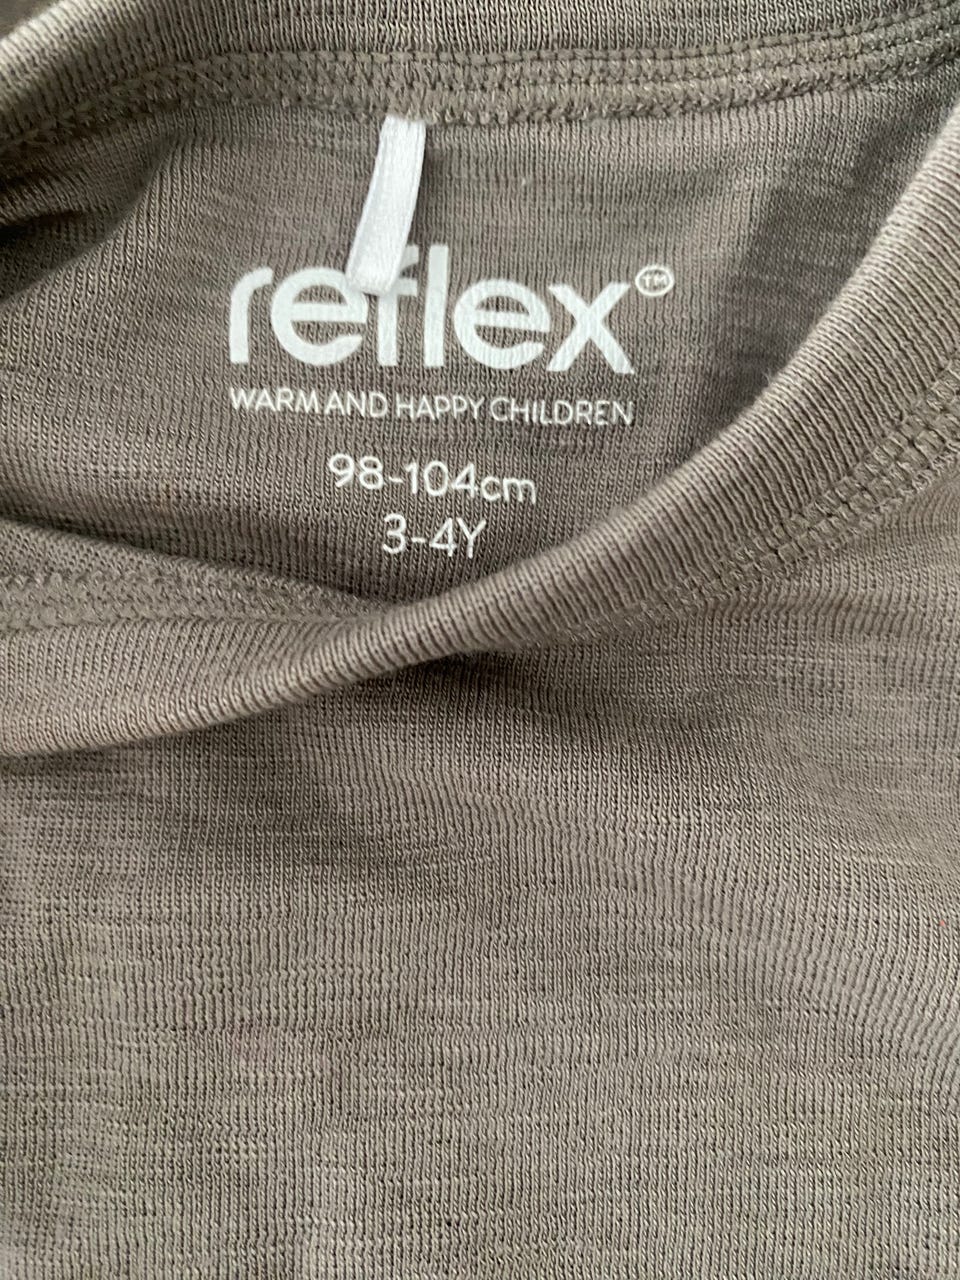 reflex™
WARM AND HAPPY CHILDREN
98-104cm
3-4Y